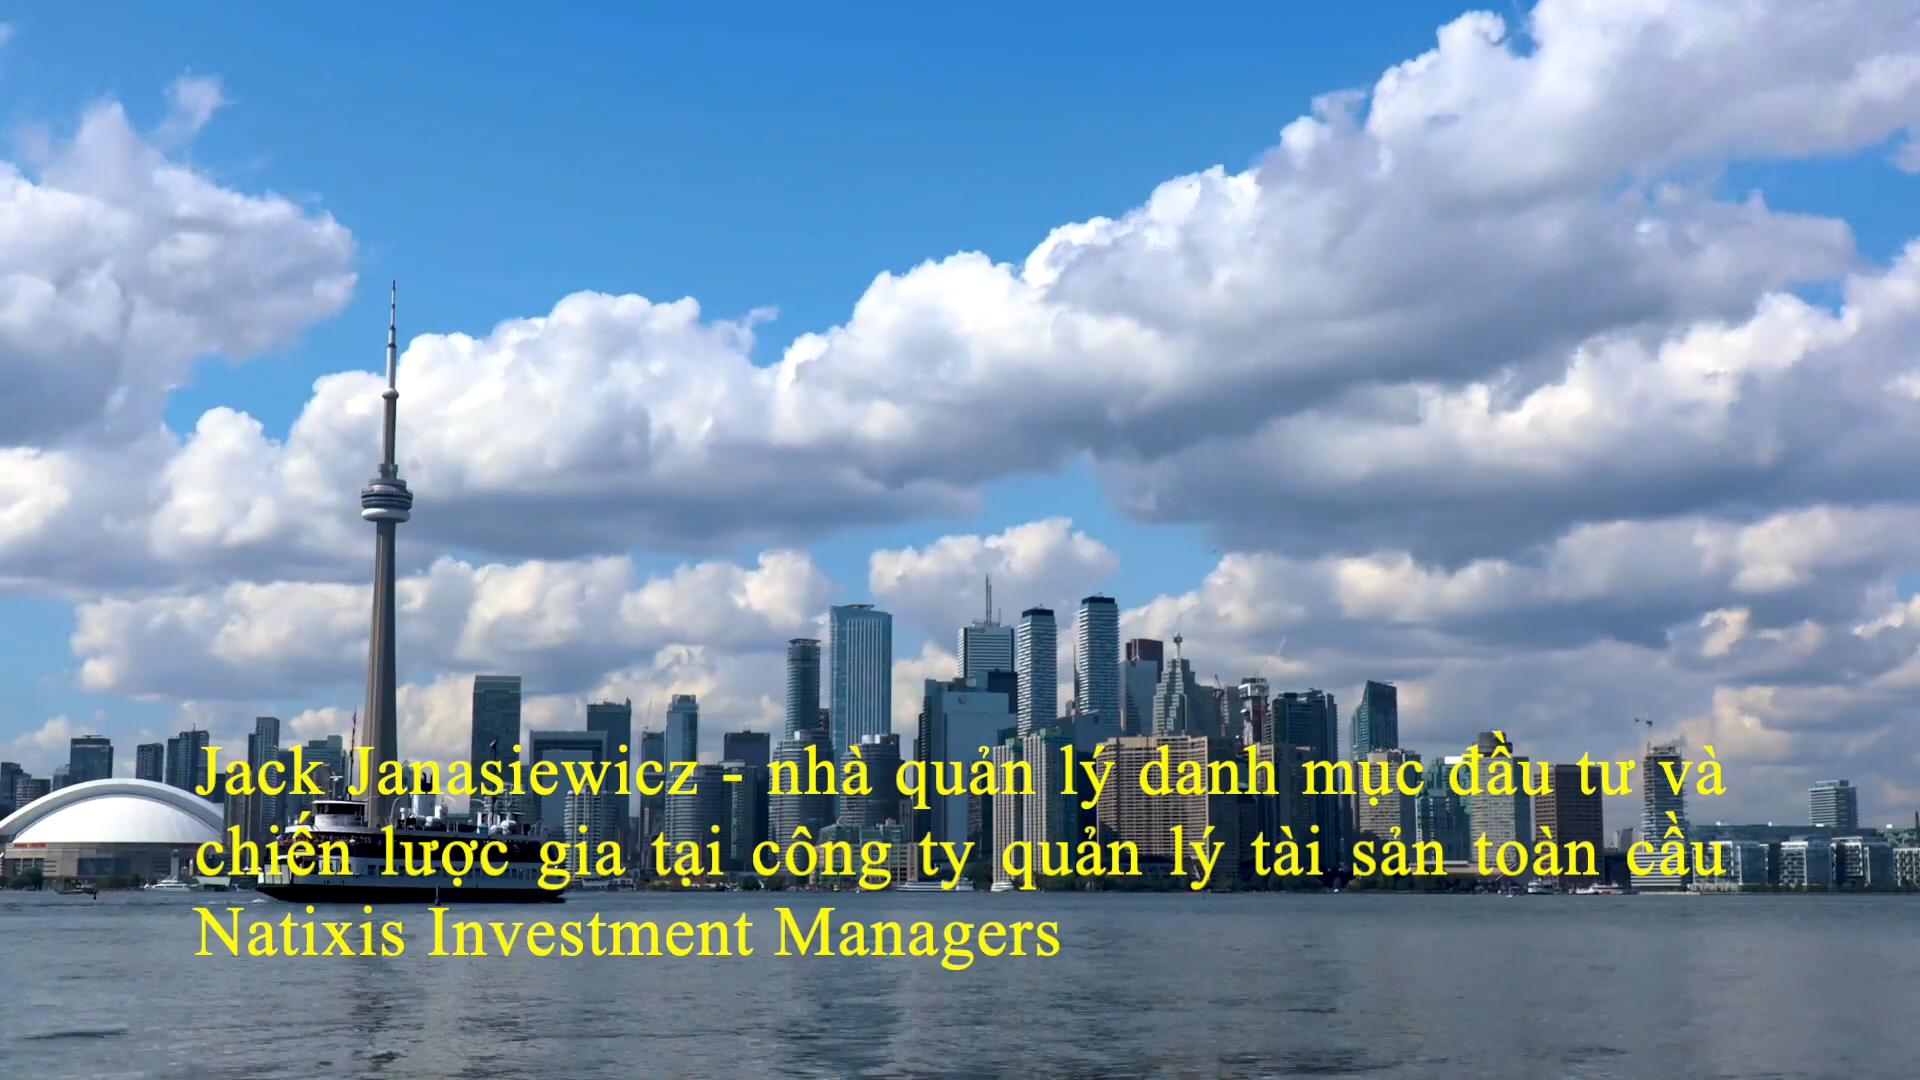 Jack Janasiewicz - nhà quản lý danh mục đầu tư và
chiến lược gia tại công ty quản lý tài sản toàn cầu
Natixis Investment Managers